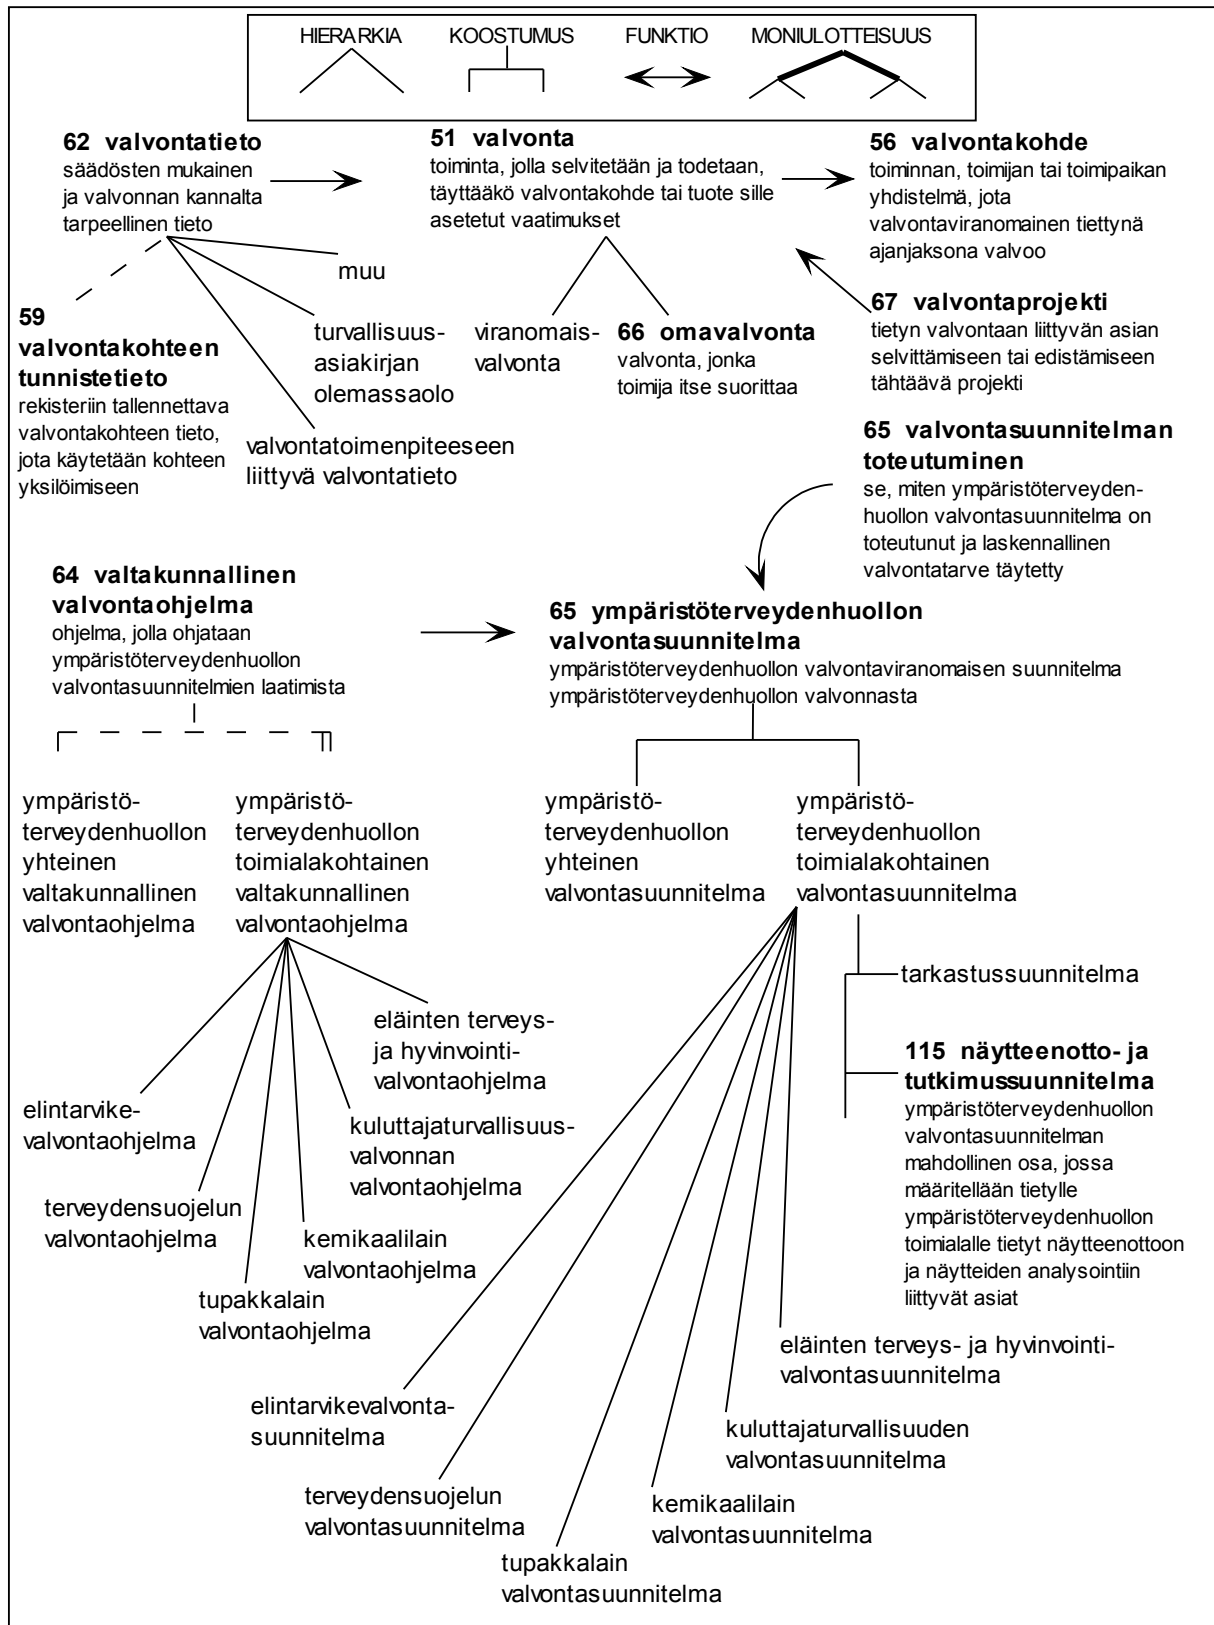 HIERARKIA KOOSTUMUS FUNKTIO MONIULOTTEISUUS
62 valvontatieto
säädösten mukainen
ja valvonnan kannalta
tarpeellinen tieto
51 valvonta
toiminta, jolla selvitetään ja todetaan,
täyttääkö valvontakohde tai tuote sille
asetetut vaatimukset
56 valvontakohde
toiminnan, toimijan tai toimipaikan
yhdistelmä, jota
valvontaviranomainen tiettynä
ajanjaksona valvoo
muu
59
valvontakohteen
tunnistetieto
rekisteriin tallennettava
valvontakohteen tieto,
jota käytetään kohteen
yksilöimiseen
turvallisuus-
asiakirjan
olemassaolo
valvontatoimenpiteeseen
liittyvä valvontatieto
viranomais-
valvonta
66 omavalvonta
valvonta, jonka
toimija itse suorittaa
67 valvontaprojekti
tietyn valvontaan liittyvän asian
selvittämiseen tai edistämiseen
tähtäävä projekti
65 valvontasuunnitelman
toteutuminen
se, miten ympäristöterveyden-
huollon valvontasuunnitelma on
toteutunut ja laskennallinen
valvontatarve täytetty
64 valtakunnallinen
valvontaohjelma
ohjelma, jolla ohjataan
ympäristöterveydenhuollon
valvontasuunnitelmien laatimista
65 ympäristöterveydenhuollon
valvontasuunnitelma
ympäristöterveydenhuollon valvontaviranomaisen suunnitelma
ympäristöterveydenhuollon valvonnasta
ympäristö-
terveydenhuollon
yhteinen
valtakunnallinen
valvontaohjelma
ympäristö-
terveydenhuollon
toimialakohtainen
valtakunnallinen
valvontaohjelma
ympäristö-
terveydenhuollon
yhteinen
valvontasuunnitelma
ympäristö-
terveydenhuollon
toimialakohtainen
valvontasuunnitelma
tarkastussuunnitelma
115 näytteenotto- ja
tutkimussuunnitelma
ympäristöterveydenhuollon
valvontasuunnitelman
mahdollinen osa, jossa
määritellään tietylle
ympäristöterveydenhuollon
toimialalle tietyt näytteenottoon
ja näytteiden analysointiin
liittyvät asiat
eläinten terveys-
ja hyvinvointi-
valvontaohjelma
elintarvike-
valvontaohjelma
kuluttajaturvallisuus-
valvonnan
valvontaohjelma
terveydensuojelun
valvontaohjelma
kemikaalilain
valvontaohjelma
tupakkalain
valvontaohjelma
eläinten terveys- ja hyvinvointi-
valvontasuunnitelma
elintarvikevalvonta-
suunnitelma
kuluttajaturvallisuuden
valvontasuunnitelma
terveydensuojelun
valvontasuunnitelma
kemikaalilain
valvontasuunnitelma
tupakkalain
valvontasuunnitelma